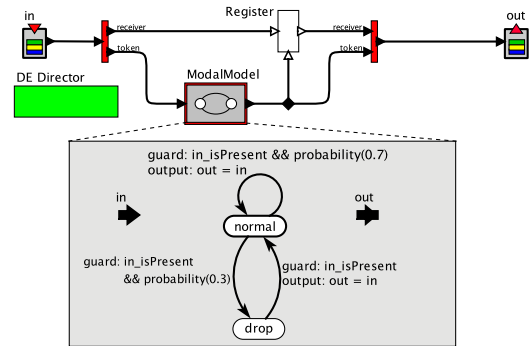 in
Register
out
receiver
receiver
token
token
DE Director
ModalModel
guard: in_isPresent && probability(0.7)
output: out = in
in
out
normal
guard: in_isPresent
&& probability(0.3)
guard: in_isPresent
output: out = in
drop